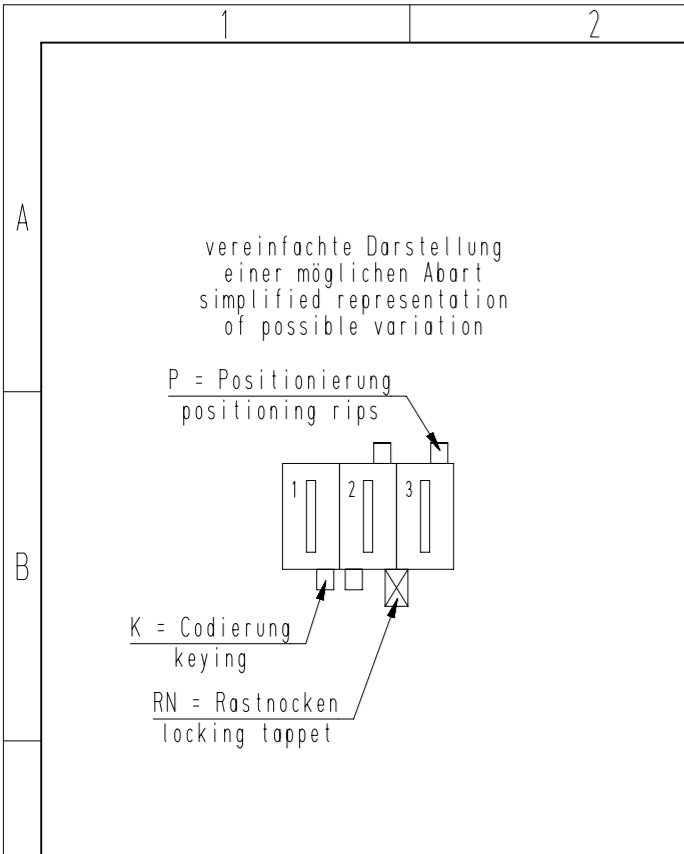 1
2
A
vereinfachte Darstellung
einer möglichen Abart
simplified representation
of possible variation
P = Positionierung
positioning rips
1 2 3
B
K = Codierung
keying
RN = Rastnocken
locking tappet